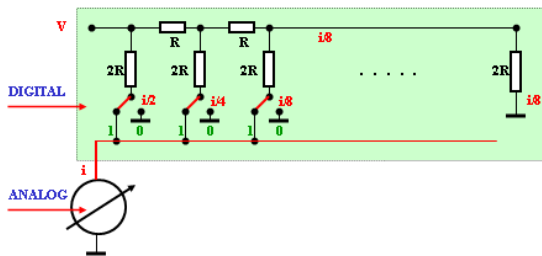 V
R
R
i/8
2R
2R
2R
. . . . .
2R
DIGITAL
i/2
i/4
i/8
i/8
1
0
1
0
1
0
i
ANALOG